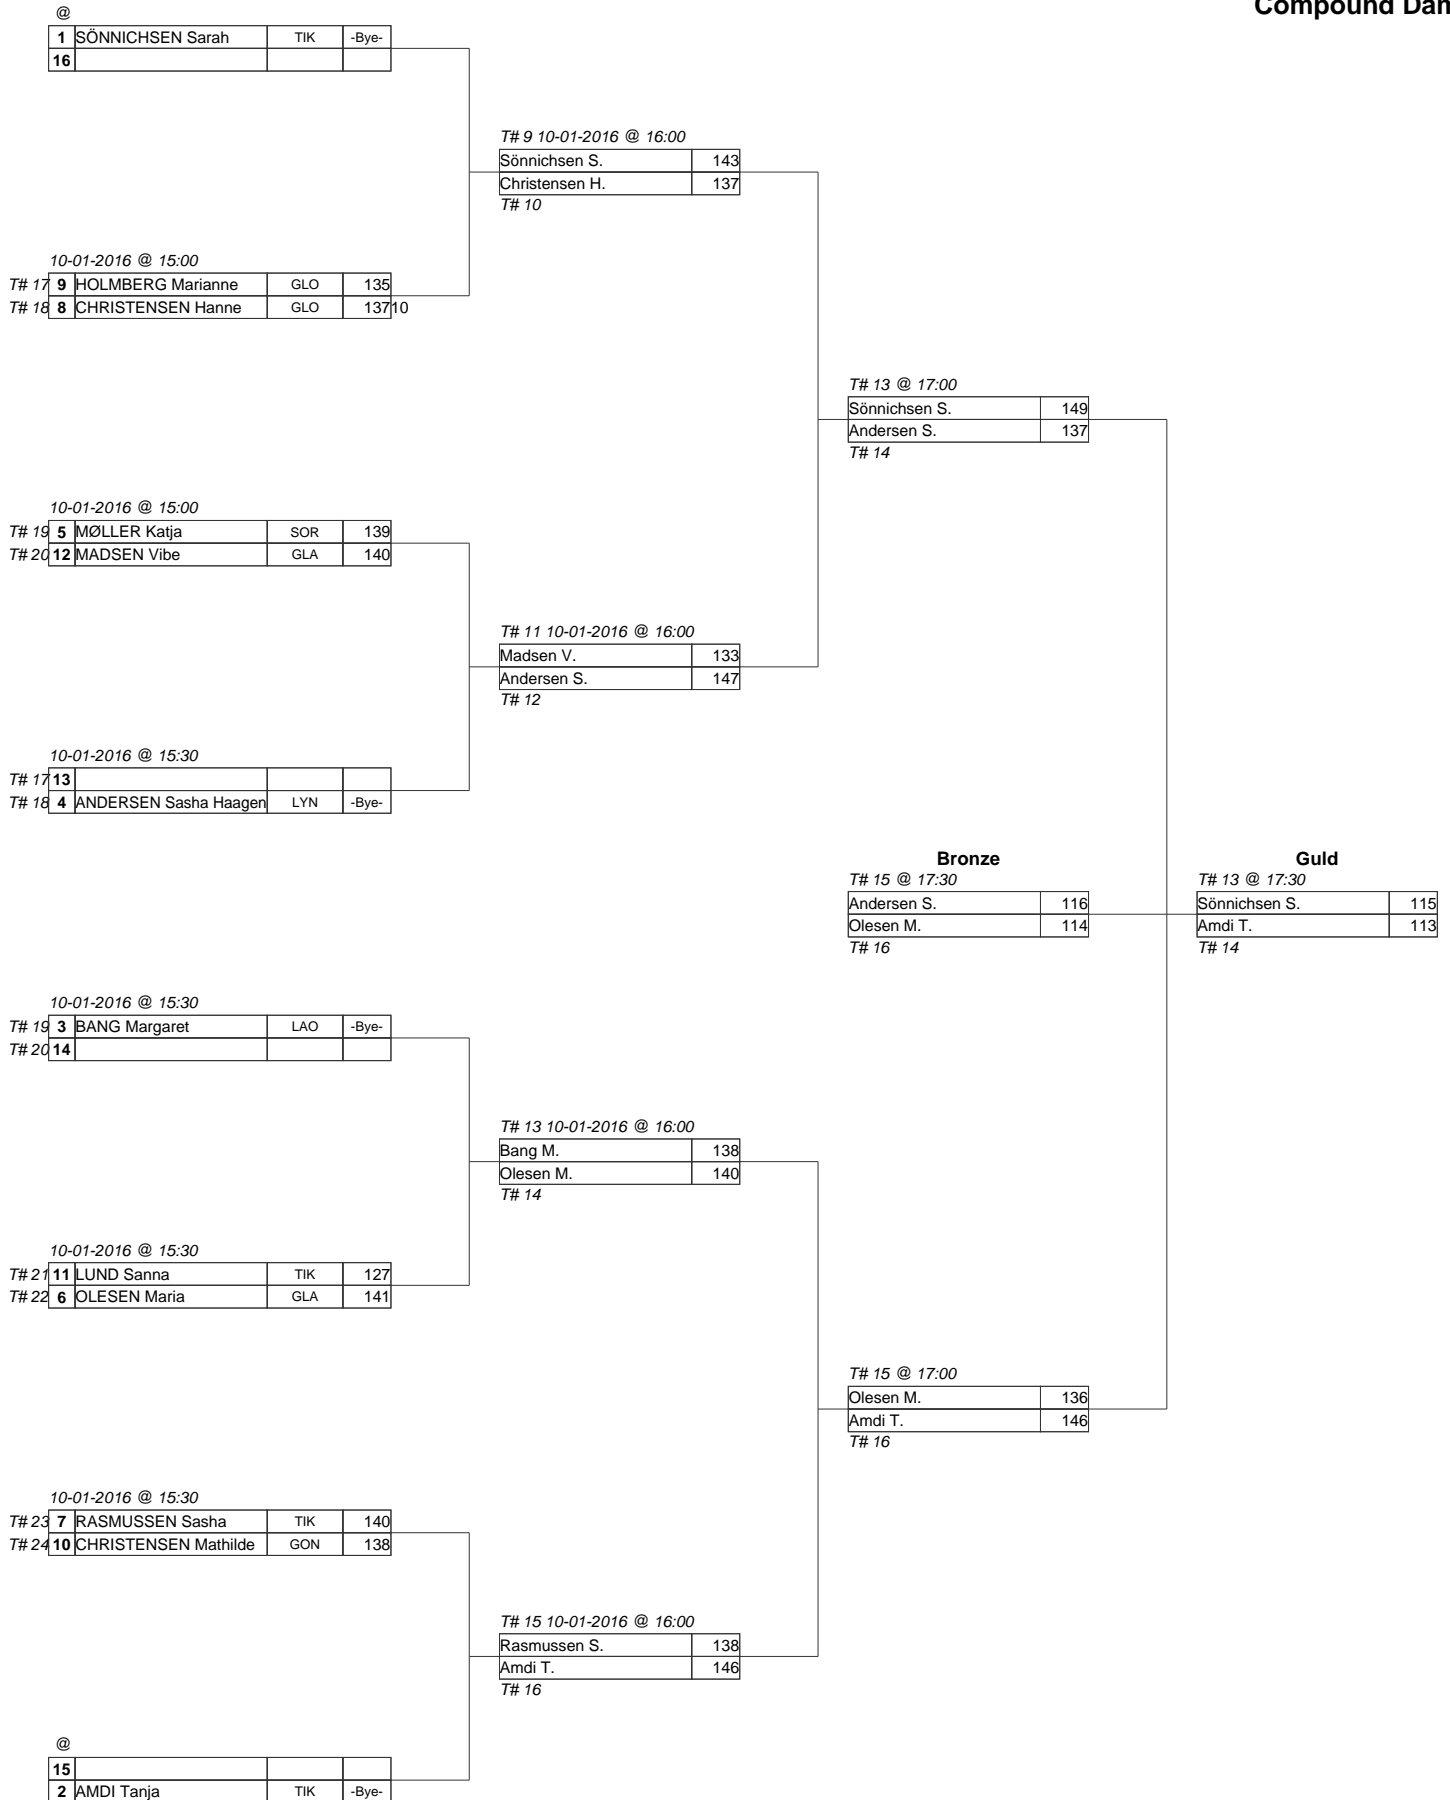 Compound Dam
@
1 SÖNNICHSEN Sarah TIK -Bye-
16
T# 9 10-01-2016 @ 16:00
Sönnichsen S. 143
Christensen H. 137
T# 10
10-01-2016 @ 15:00
T# 17 9 HOLMBERG Marianne GLO 135
T# 18 8 CHRISTENSEN Hanne GLO 137 10
T# 13 @ 17:00
Sönnichsen S. 149
Andersen S. 137
T# 14
10-01-2016 @ 15:00
T# 19 5 MØLLER Katja SOR 139
T# 20 12 MADSEN Vibe GLA 140
T# 11 10-01-2016 @ 16:00
Madsen V. 133
Andersen S. 147
T# 12
10-01-2016 @ 15:30
T# 17 13
T# 18 4 ANDERSEN Sasha Haagen LYN -Bye-
Bronze Guld
T# 15 @ 17:30 T# 13 @ 17:30
Andersen S. 116 Sönnichsen S. 115
Olesen M. 114 Amdi T. 113
T# 16 T# 14
10-01-2016 @ 15:30
T# 19 3 BANG Margaret LAO -Bye-
T# 20 14
T# 13 10-01-2016 @ 16:00
Bang M. 138
Olesen M. 140
T# 14
10-01-2016 @ 15:30
T# 21 11 LUND Sanna TIK 127
T# 22 6 OLESEN Maria GLA 141
T# 15 @ 17:00
Olesen M. 136
Amdi T. 146
T# 16
10-01-2016 @ 15:30
T# 23 7 RASMUSSEN Sasha TIK 140
T# 24 10 CHRISTENSEN Mathilde GON 138
T# 15 10-01-2016 @ 16:00
Rasmussen S. 138
Amdi T. 146
T# 16
@
15
2 AMDI Tanja TIK -Bye-